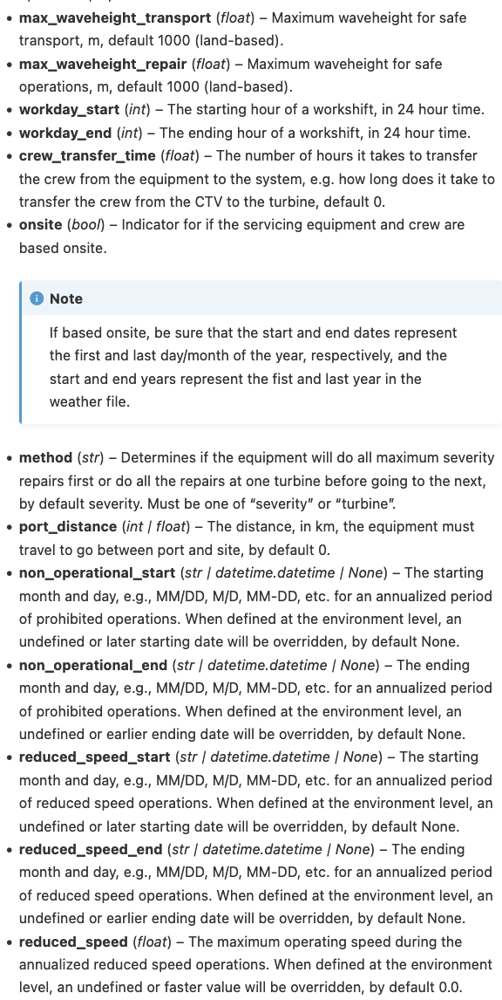 • max_waveheight_transport (float) – Maximum waveheight for safe
transport, m, default 1000 (land-based).
• max_waveheight_repair (float) – Maximum waveheight for safe
operations, m, default 1000 (land-based).
• workday_start (int) – The starting hour of a workshift, in 24 hour time.
• workday_end (int) – The ending hour of a workshift, in 24 hour time.
• crew_transfer_time (float) – The number of hours it takes to transfer
the crew from the equipment to the system, e.g. how long does it take to
transfer the crew from the CTV to the turbine, default 0.
• onsite (bool) – Indicator for if the servicing equipment and crew are
based onsite.
Note
If based onsite, be sure that the start and end dates represent
the first and last day/month of the year, respectively, and the
start and end years represent the fist and last year in the
weather file.
• method (str) – Determines if the equipment will do all maximum severity
repairs first or do all the repairs at one turbine before going to the next,
by default severity. Must be one of “severity” or “turbine”.
• port_distance (int | float) – The distance, in km, the equipment must
travel to go between port and site, by default 0.
• non_operational_start (str | datetime.datetime | None) – The starting
month and day, e.g., MM/DD, M/D, MM-DD, etc. for an annualized period
of prohibited operations. When defined at the environment level, an
undefined or later starting date will be overridden, by default None.
• non_operational_end (str | datetime.datetime | None) – The ending
month and day, e.g., MM/DD, M/D, MM-DD, etc. for an annualized period
of prohibited operations. When defined at the environment level, an
undefined or earlier ending date will be overridden, by default None.
• reduced_speed_start (str | datetime.datetime | None) – The starting
month and day, e.g., MM/DD, M/D, MM-DD, etc. for an annualized period
of reduced speed operations. When defined at the environment level, an
undefined or later starting date will be overridden, by default None.
• reduced_speed_end (str | datetime.datetime | None) – The ending
month and day, e.g., MM/DD, M/D, MM-DD, etc. for an annualized period
of reduced speed operations. When defined at the environment level, an
undefined or earlier ending date will be overridden, by default None.
• reduced_speed (float) – The maximum operating speed during the
annualized reduced speed operations. When defined at the environment
level, an undefined or faster value will be overridden, by default 0.0.